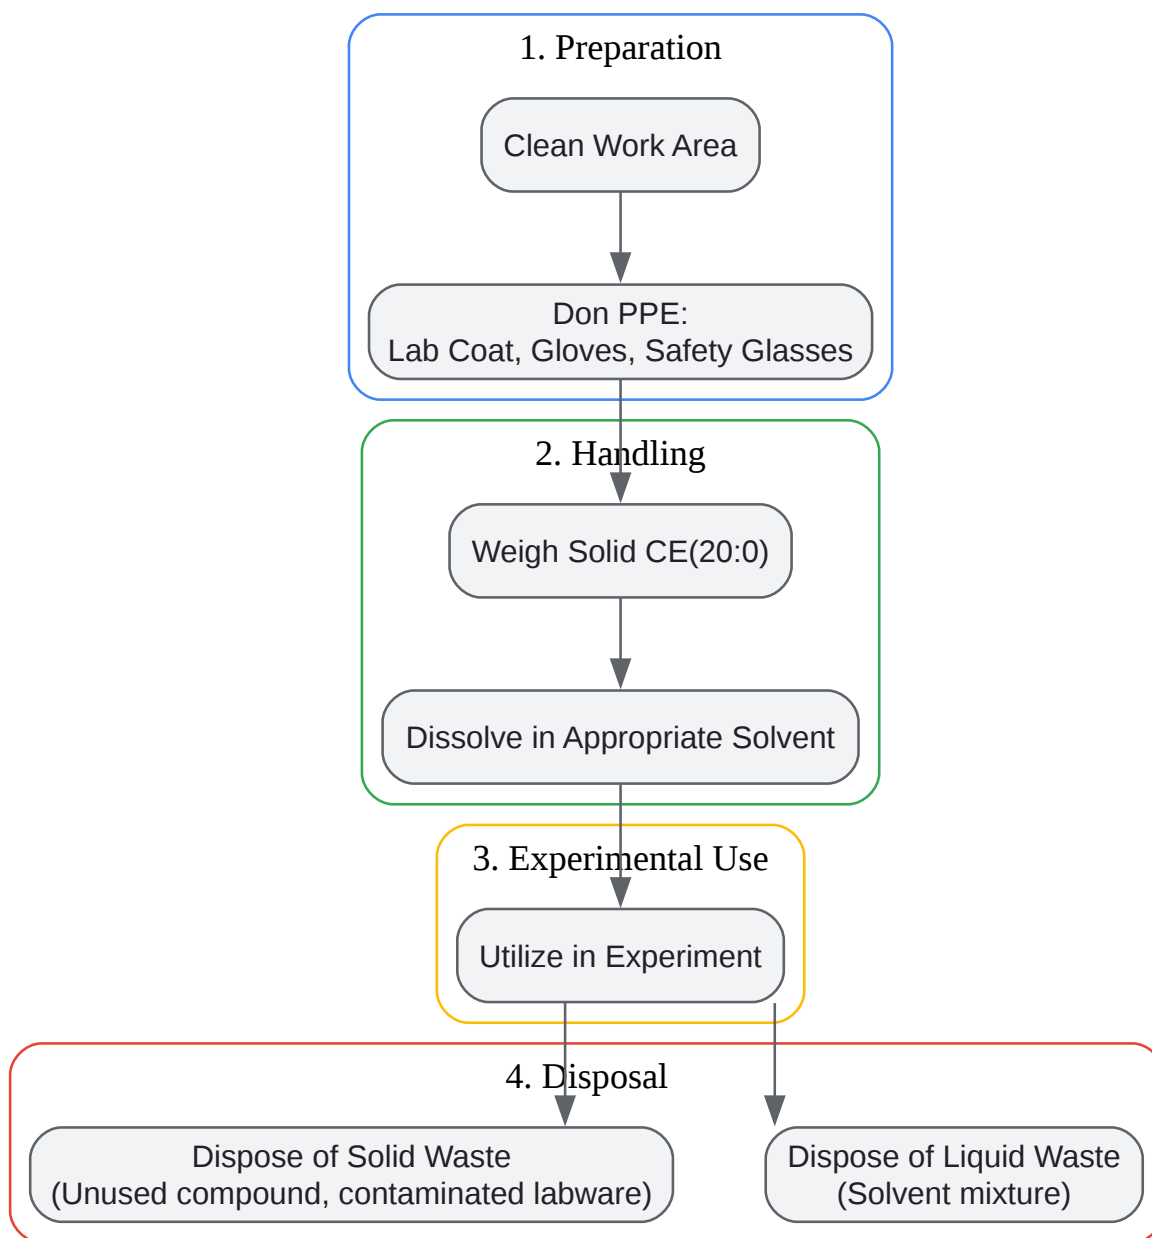 1. Preparation
Clean Work Area
Don PPE:
Lab Coat, Gloves, Safety Glasses
2. Handling
Weigh Solid CE(20:0)
Dissolve in Appropriate Solvent
3. Experimental Use
Utilize in Experiment
4. Disposal
Dispose of Solid Waste
(Unused compound, contaminated labware)
Dispose of Liquid Waste
(Solvent mixture)